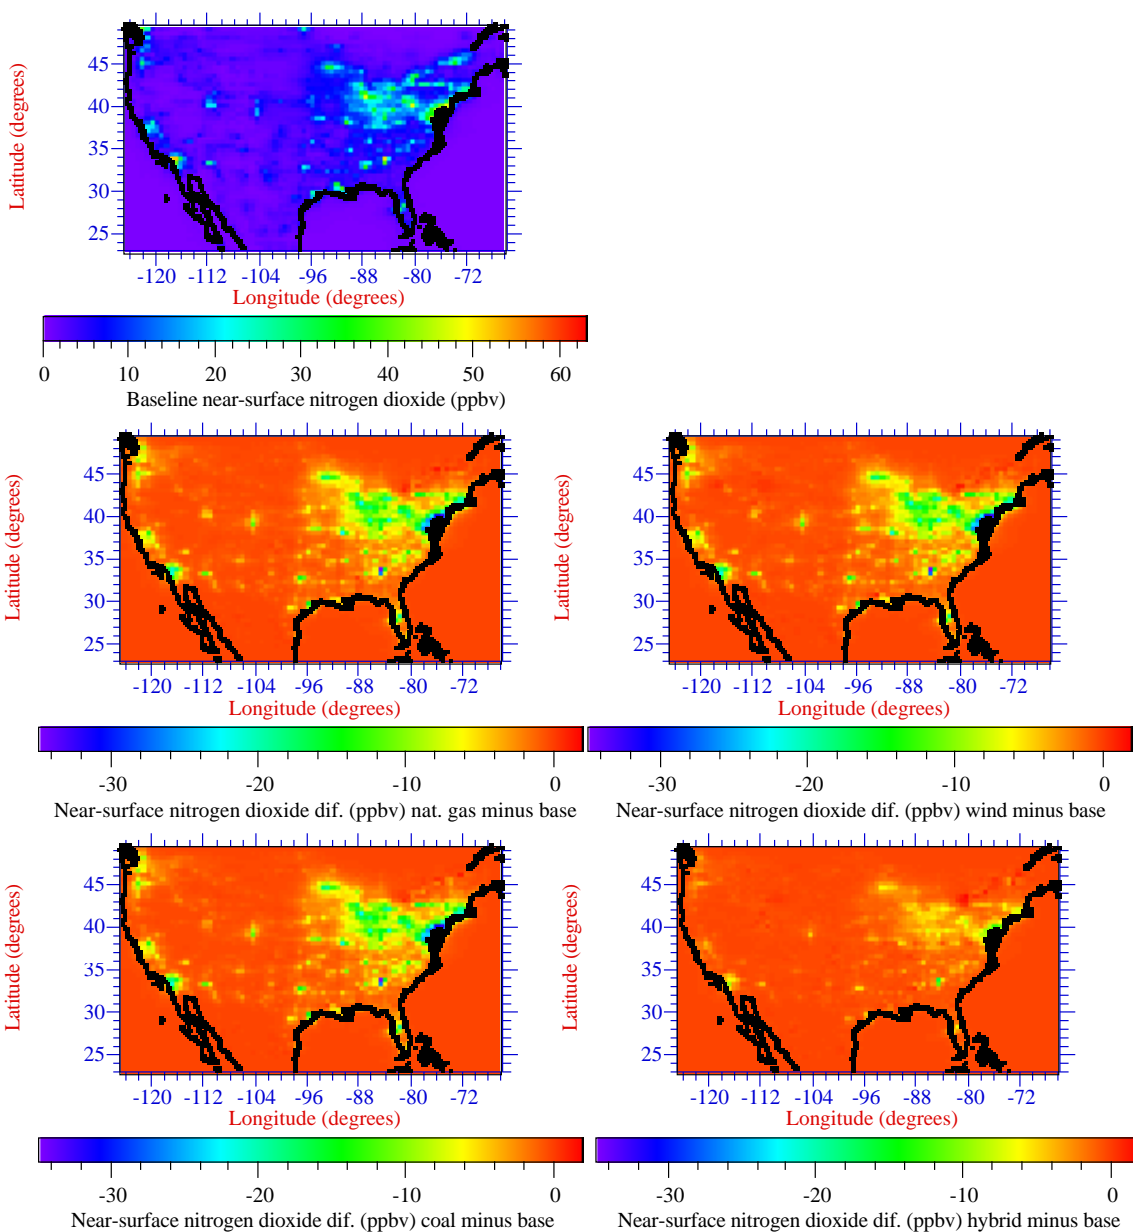 Latitude (degrees)
45
40
35
30
25
-120 -112 -104 -96 -88 -80 -72
Longitude (degrees)
0 10 20 30 40 50 60
Baseline near-surface nitrogen dioxide (ppbv)
Latitude (degrees)
45
40
35
30
25
-120 -112 -104 -96 -88 -80 -72
Longitude (degrees)
-30 -20 -10 0
Near-surface nitrogen dioxide dif. (ppbv) nat. gas minus base
Latitude (degrees)
45
40
35
30
25
-120 -112 -104 -96 -88 -80 -72
Longitude (degrees)
-30 -20 -10 0
Near-surface nitrogen dioxide dif. (ppbv) wind minus base
Latitude (degrees)
45
40
35
30
25
-120 -112 -104 -96 -88 -80 -72
Longitude (degrees)
-30 -20 -10 0
Near-surface nitrogen dioxide dif. (ppbv) coal minus base
Latitude (degrees)
45
40
35
30
25
-120 -112 -104 -96 -88 -80 -72
Longitude (degrees)
-30 -20 -10 0
Near-surface nitrogen dioxide dif. (ppbv) hybrid minus base